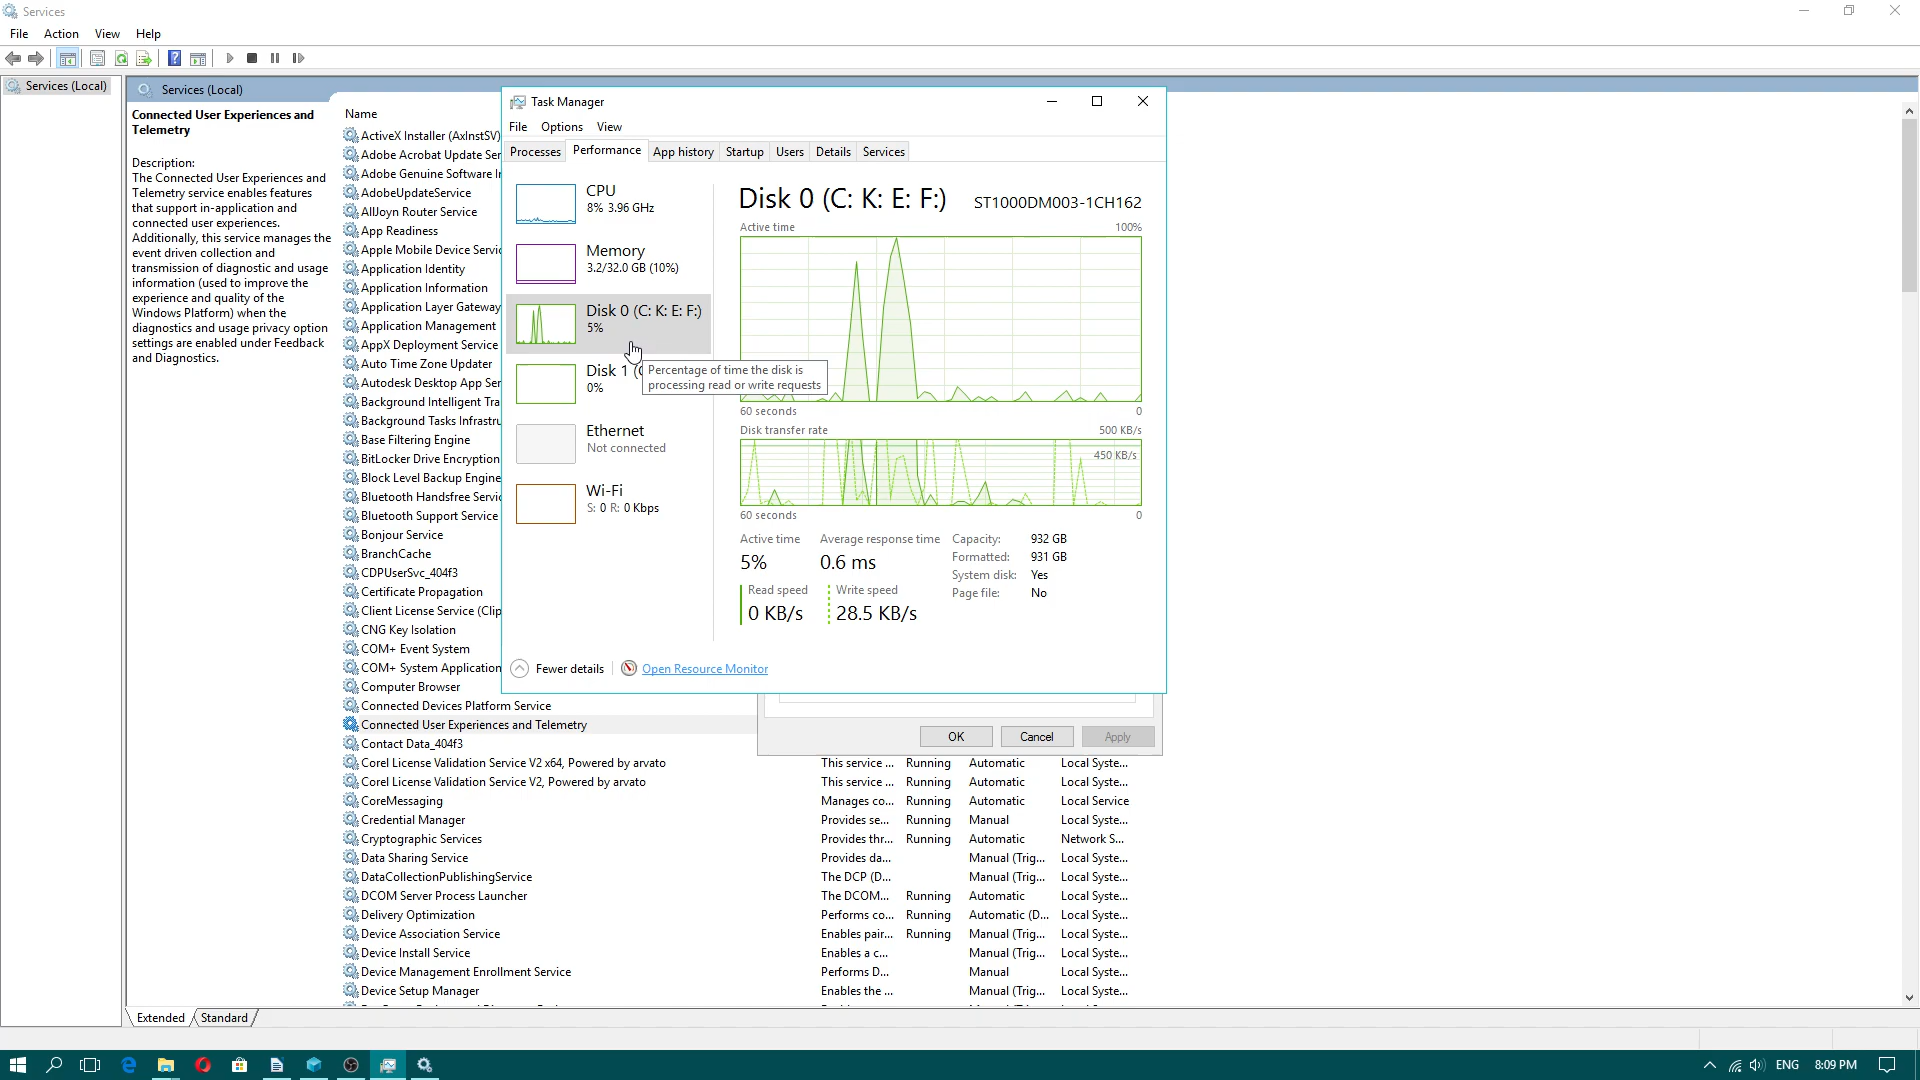 Services
File Action View Help
Services (Local)
Services (Local)
Connected User Experiences and
Telemetry
Description:
The Connected User Experiences and
Telemetry service enables features
that support in-application and
connected user experiences.
Additionally, this service manages the
event driven collection and
transmission of diagnostic and usage
information (used to improve the
experience and quality of the
Windows Platform) when the
diagnostics and usage privacy option
settings are enabled under Feedback
and Diagnostics.
Name
ActiveX Installer (AxInstSV)
Adobe Acrobat Update Ser
Adobe Genuine Software I
AdobeUpdateService
AllJoyn Router Service
App Readiness
Apple Mobile Device Servic
Application Identity
Application Information
Application Layer Gateway
Application Management
AppX Deployment Service
Auto Time Zone Updater
Autodesk Desktop App Ser
Background Intelligent Tra
Background Tasks Infrastru
Base Filtering Engine
BitLocker Drive Encryption
Block Level Backup Engine
Bluetooth Handsfree Servic
Bluetooth Support Service
Bonjour Service
BranchCache
CDPUserSvc_404f3
Certificate Propagation
Client License Service (Clip
CNG Key Isolation
COM+ Event System
COM+ System Application
Computer Browser
Connected Devices Platform Service
Connected User Experiences and Telemetry
Contact Data_404f3
Corel License Validation Service V2 x64, Powered by arvato This service ... Running Automatic Local Syste...
Corel License Validation Service V2, Powered by arvato This service ... Running Automatic Local Syste...
CoreMessaging Manages co... Running Automatic Local Service
Credential Manager Provides se... Running Manual Local Syste...
Cryptographic Services Provides thr... Running Automatic Network S...
Data Sharing Service Provides da... Manual (Trig... Local Syste...
DataCollectionPublishingService The DCP (D... Manual (Trig... Local Syste...
DCOM Server Process Launcher The DCOM... Running Automatic Local Syste...
Delivery Optimization Performs co... Running Automatic (D... Local Syste...
Device Association Service Enables pair... Running Manual (Trig... Local Syste...
Device Install Service Enables a c... Manual (Trig... Local Syste...
Device Management Enrollment Service Performs D... Manual Local Syste...
Device Setup Manager Enables the ... Manual (Trig... Local Syste...
Extended Standard
Task Manager
File Options View
Processes Performance App history Startup Users Details Services
CPU
8% 3.96 GHz
Memory
3.2/32.0 GB (10%)
Disk 0 (C: K: E: F:)
5%
Disk 1 (
0%
Percentage of time the disk is
processing read or write requests
Ethernet
Not connected
Wi-Fi
S: 0 R: 0 Kbps
Disk 0 (C: K: E: F:) ST1000DM003-1CH162
Active time 100%
60 seconds 0
Disk transfer rate 500 KB/s
450 KB/s
60 seconds 0
Active time Average response time
5% 0.6 ms
Read speed Write speed
0 KB/s 28.5 KB/s
Capacity: 932 GB
Formatted: 931 GB
System disk: Yes
Page file: No
Fewer details Open Resource Monitor
OK Cancel Apply
ENG 8:09 PM